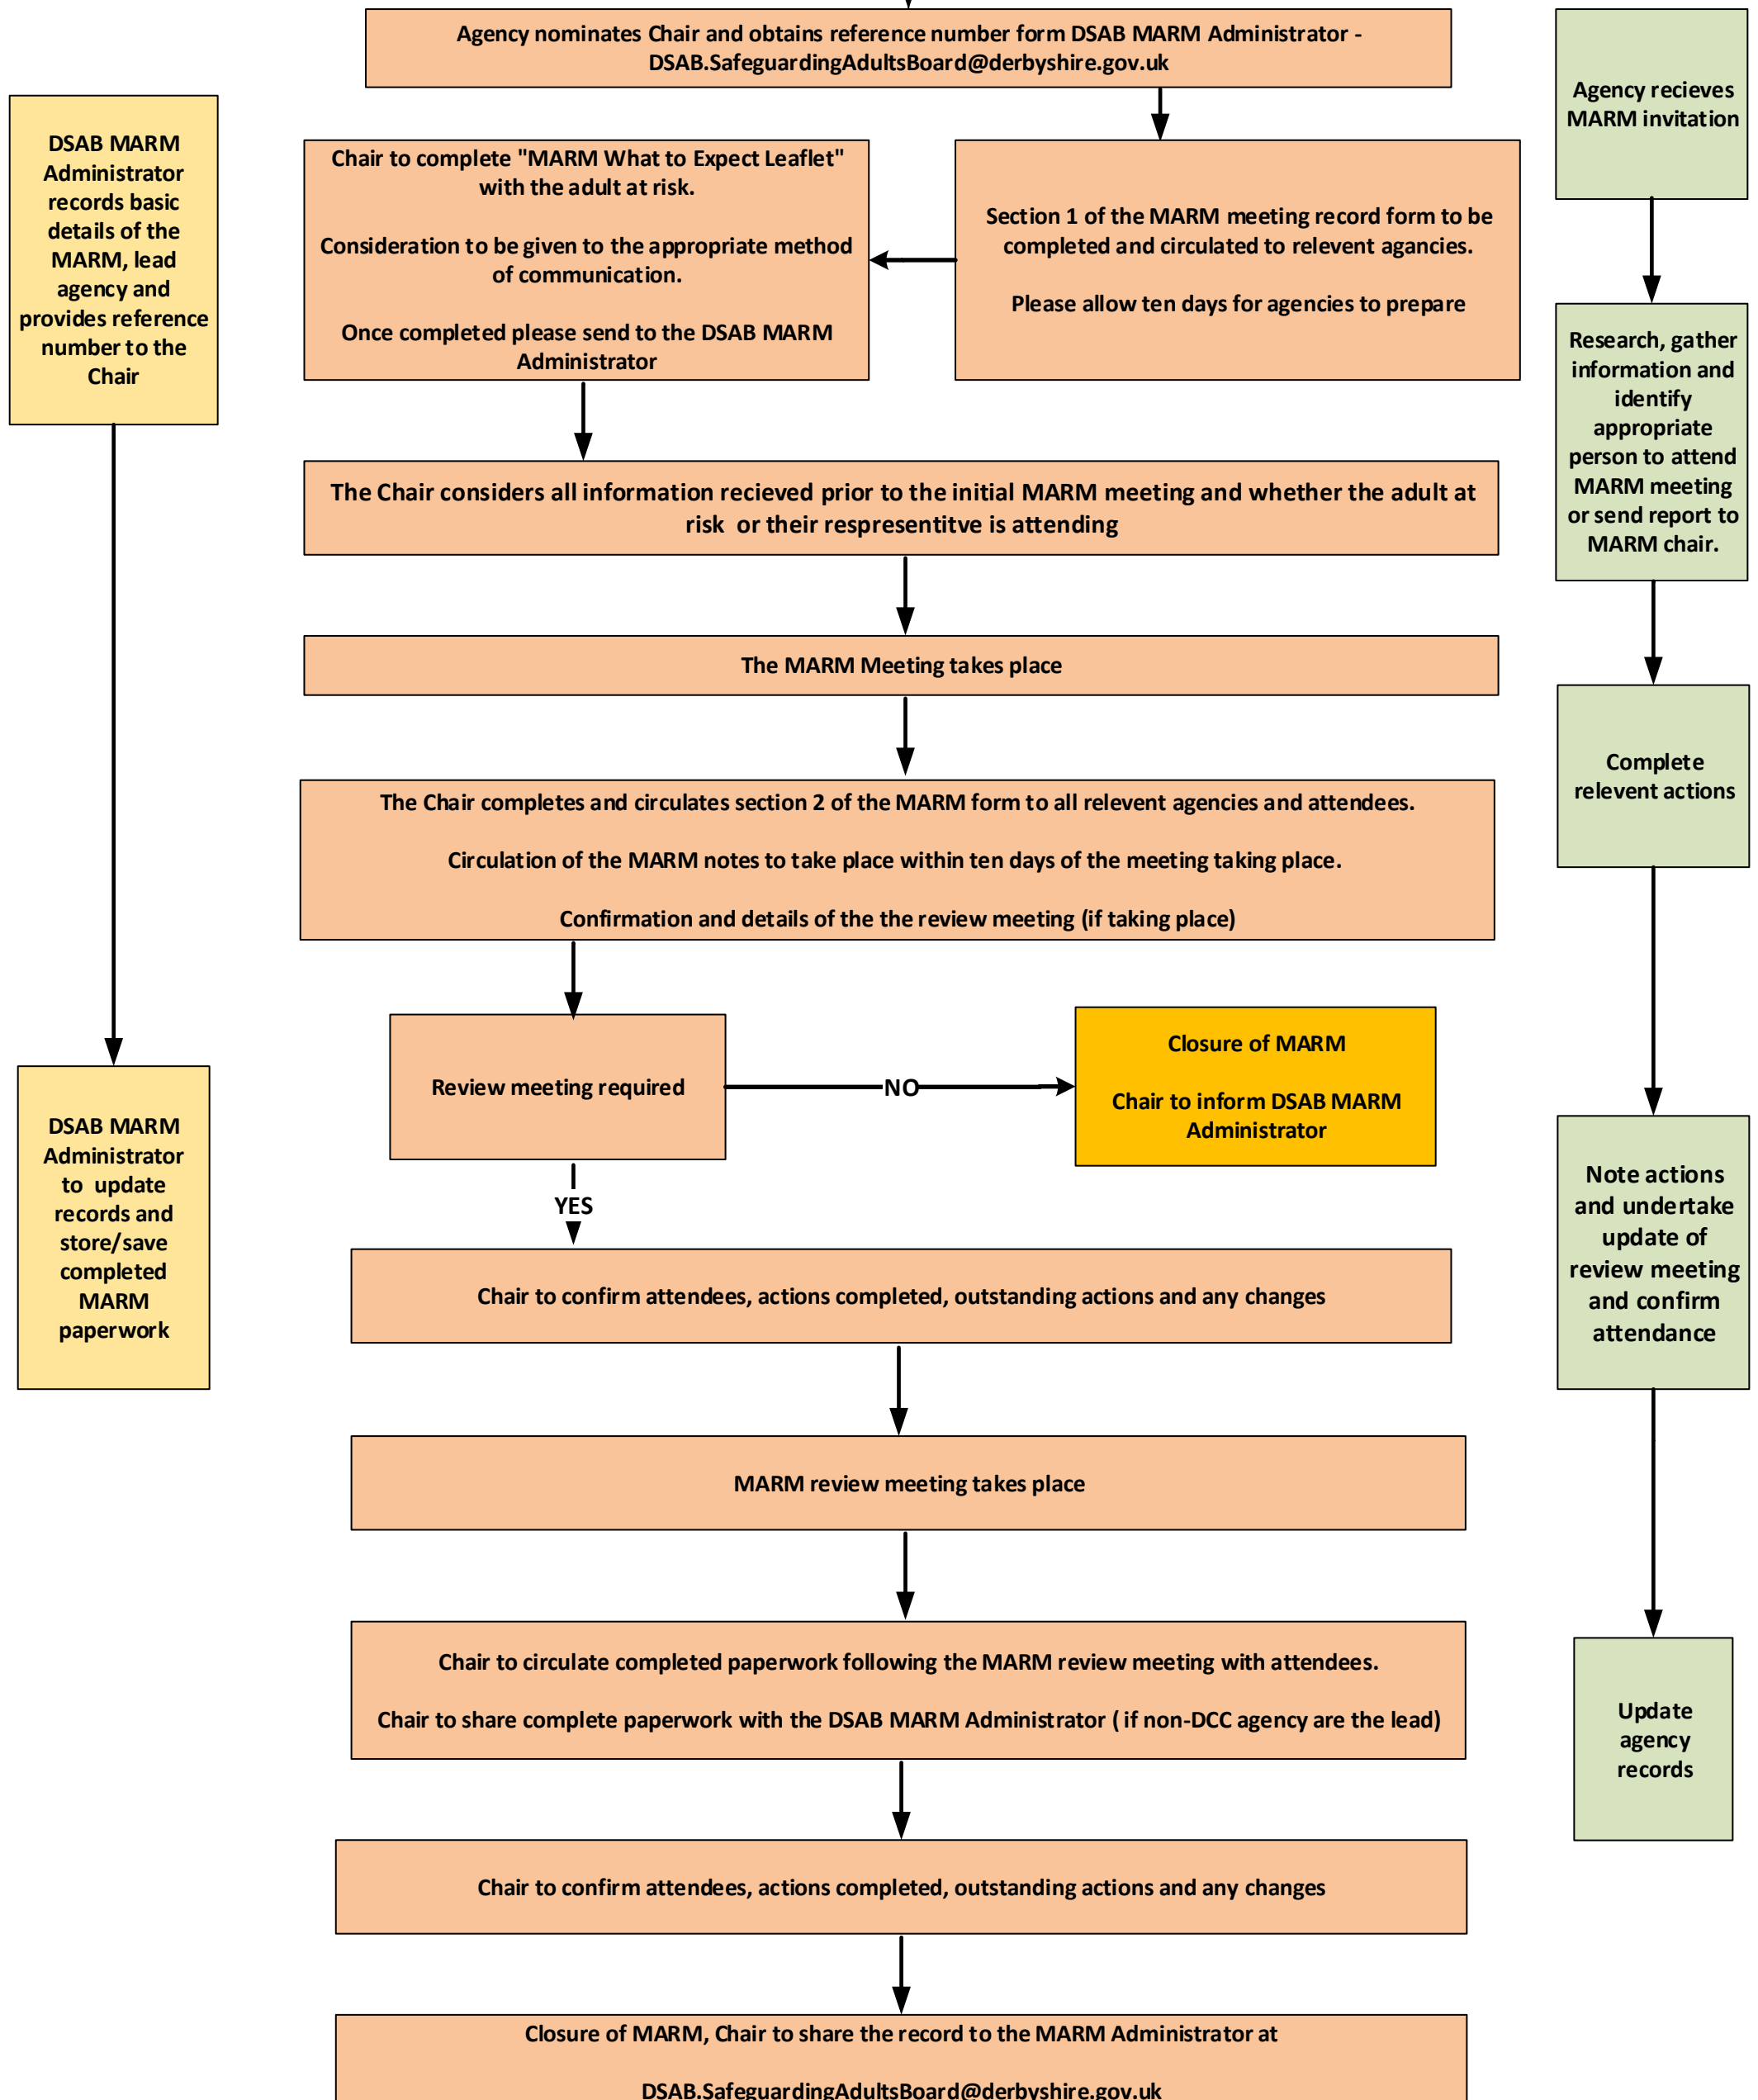 Agency nominates Chair and obtains reference number form DSAB MARM Administrator -
DSAB.SafeguardingAdultsBoard@derbyshire.gov.uk
DSAB MARM
Administrator
records basic
details of the
MARM, lead
agency and
provides reference
number to the
Chair
Chair to complete "MARM What to Expect Leaflet"
with the adult at risk.
Consideration to be given to the appropriate method
of communication.
Once completed please send to the DSAB MARM
Administrator
Section 1 of the MARM meeting record form to be
completed and circulated to relevent agancies.
Please allow ten days for agencies to prepare
Agency recieves
MARM invitation
Research, gather
information and
identify
appropriate
person to attend
MARM meeting
or send report to
MARM chair.
The Chair considers all information recieved prior to the initial MARM meeting and whether the adult at
risk or their respresentitve is attending
The MARM Meeting takes place
Complete
relevent actions
The Chair completes and circulates section 2 of the MARM form to all relevent agencies and attendees.
Circulation of the MARM notes to take place within ten days of the meeting taking place.
Confirmation and details of the the review meeting (if taking place)
Review meeting required
NO
Closure of MARM
Chair to inform DSAB MARM
Administrator
YES
DSAB MARM
Administrator
to update
records and
store/save
completed
MARM
paperwork
Note actions
and undertake
update of
review meeting
and confirm
attendance
Chair to confirm attendees, actions completed, outstanding actions and any changes
MARM review meeting takes place
Chair to circulate completed paperwork following the MARM review meeting with attendees.
Chair to share complete paperwork with the DSAB MARM Administrator ( if non-DCC agency are the lead)
Update
agency
records
Chair to confirm attendees, actions completed, outstanding actions and any changes
Closure of MARM, Chair to share the record to the MARM Administrator at
DSAB.SafeguardingAdultsBoard@derbyshire.gov.uk